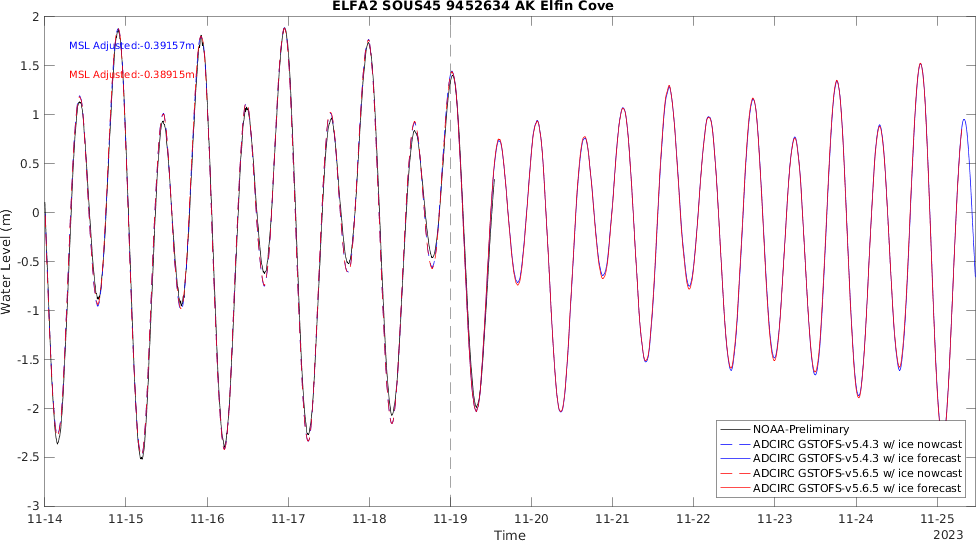 ELFA2 SOUS45 9452634 AK Elfin Cove
MSL Adjusted:-0.39157m
MSL Adjusted:-0.38915m
2
1.5
1
0.5
0
-0.5
-1
-1.5
-2
-2.5
-3
Water Level (m)
NOAA-Preliminary
ADCIRC GSTOFS-v5.4.3 w/ ice nowcast
ADCIRC GSTOFS-v5.4.3 w/ ice forecast
ADCIRC GSTOFS-v5.6.5 w/ ice nowcast
ADCIRC GSTOFS-v5.6.5 w/ ice forecast
11-14 11-15 11-16 11-17 11-18 11-19 11-20 11-21 11-22 11-23 11-24 11-25
Time
2023